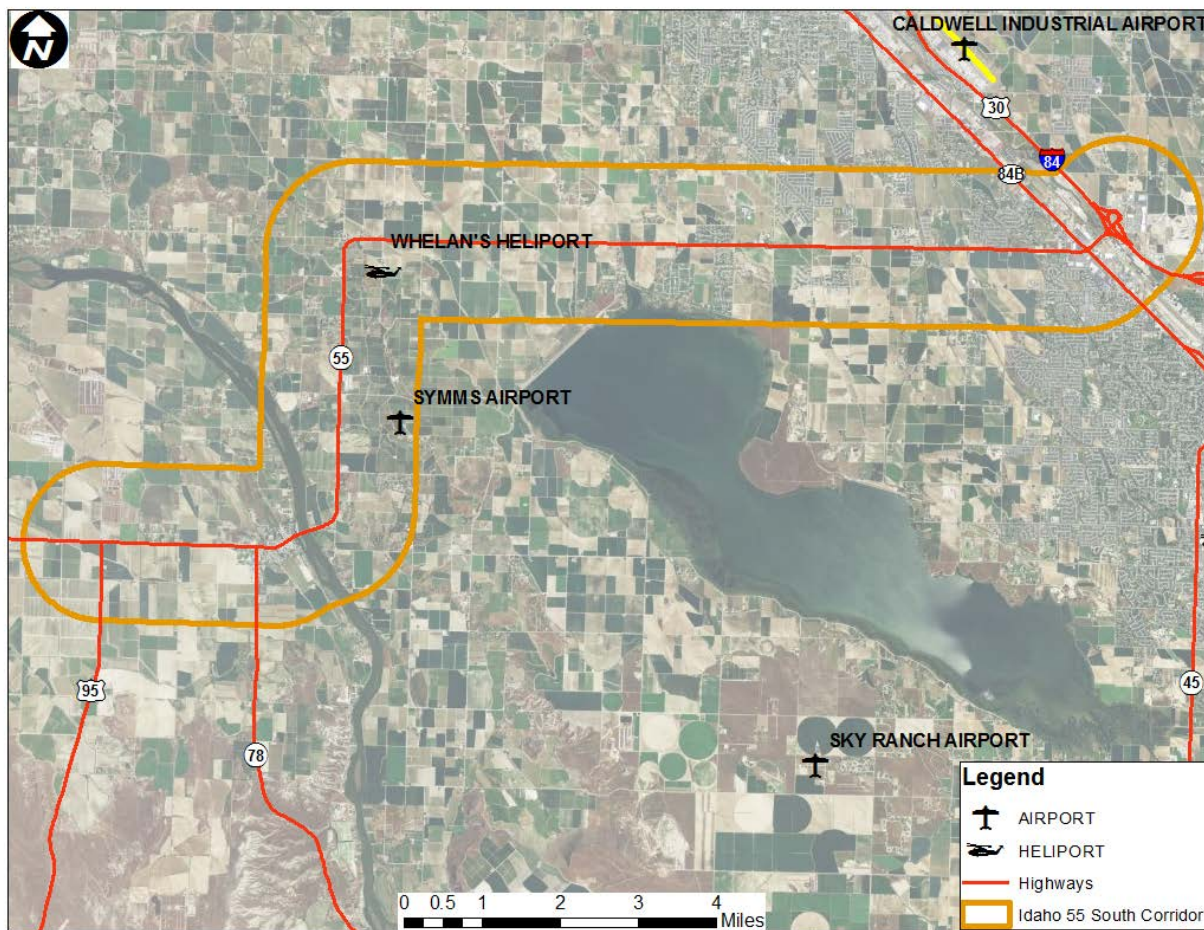 N
CALDWELL INDUSTRIAL AIRPORT
30
84
84B
WHELAN'S HELIPORT
55
SYMMS AIRPORT
95
45
78
SKY RANCH AIRPORT
Legend
AIRPORT
HELIPORT
Highways
Idaho 55 South Corridor
0 0.5 1 2 3 4
Miles